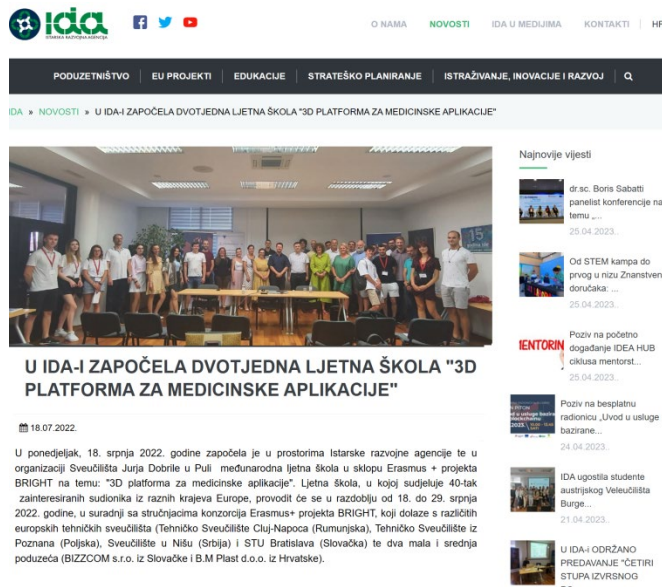 ida
ISTARSKA RAZVOJNA AGENCIJA
O NAMA NOVOSTI IDA U MEDIJIMA KONTAKTI HR
PODUZETNIŠTVO EU PROJEKTI EDUKACIJE STRATEŠKO PLANIRANJE ISTRAŽIVANJE, INOVACIJE I RAZVOJ
IDA » NOVOSTI » U IDA-I ZAPOČELA DVOTJEDNA LJETNA ŠKOLA "3D PLATFORMA ZA MEDICINSKE APLIKACIJE"
15
U IDA-I ZAPOČELA DVOTJEDNA LJETNA ŠKOLA "3D
PLATFORMA ZA MEDICINSKE APLIKACIJE"
18.07.2022.
U ponedjeljak, 18. srpnja 2022. godine započela je u prostorima Istarske razvojne agencije te u
organizaciji Sveučilišta Jurja Dobrile u Puli međunarodna ljetna škola u sklopu Erasmus + projekta
BRIGHT na temu: "3D platforma za medicinske aplikacije". Ljetna škola, u kojoj sudjeluje 40-tak
zainteresiranih sudionika iz raznih krajeva Europe, provodit će se u razdoblju od 18. do 29. srpnja
2022. godine, u suradnji sa stručnjacima konzorcija Erasmus+ projekta BRIGHT, koji dolaze s različitih
europskih tehničkih sveučilišta (Tehničko Sveučilište Cluj-Napoca (Rumunjska), Tehničko Sveučilište iz
Poznana (Poljska), Sveučilište u Nišu (Srbija) i STU Bratislava (Slovačka) te dva mala i srednja
poduzeća (BIZZCOM s.r.o. iz Slovačke i B.M Plast d.o.o. iz Hrvatske).
Najnovije vijesti
dr.sc. Boris Sabatti
panelist konferencije na
temu „...
25.04.2023..
Od STEM kampa do
prvog u nizu Znanstven
doručaka: ...
25.04.2023..
MENTORIN
Poziv na početno
događanje IDEA HUB
ciklusa mentorst...
25.04.2023..
Poziv na besplatnu
radionicu „Uvod u usluge
bazirane...
24.04.2023..
IDA ugostila studente
austrijskog Veleučilišta
Burge...
21.04.2023..
U IDA-i ODRŽANO
PREDAVANJE "ČETIRI
STUPA IZVRSNOG